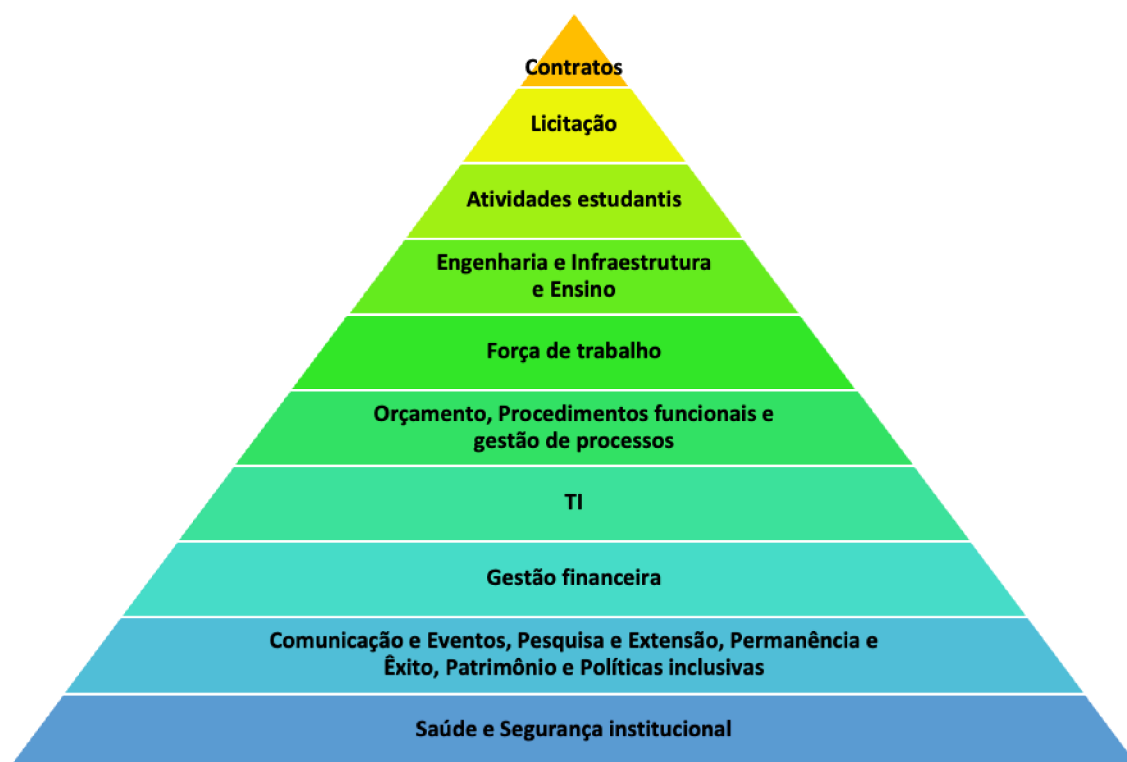 Contratos
Licitação
Atividades estudantis
Engenharia e Infraestrutura
e Ensino
Força de trabalho
Orçamento, Procedimentos funcionais e
gestão de processos
TI
Gestão financeira
Comunicação e Eventos, Pesquisa e Extensão, Permanência e
Êxito, Patrimônio e Políticas inclusivas
Saúde e Segurança institucional